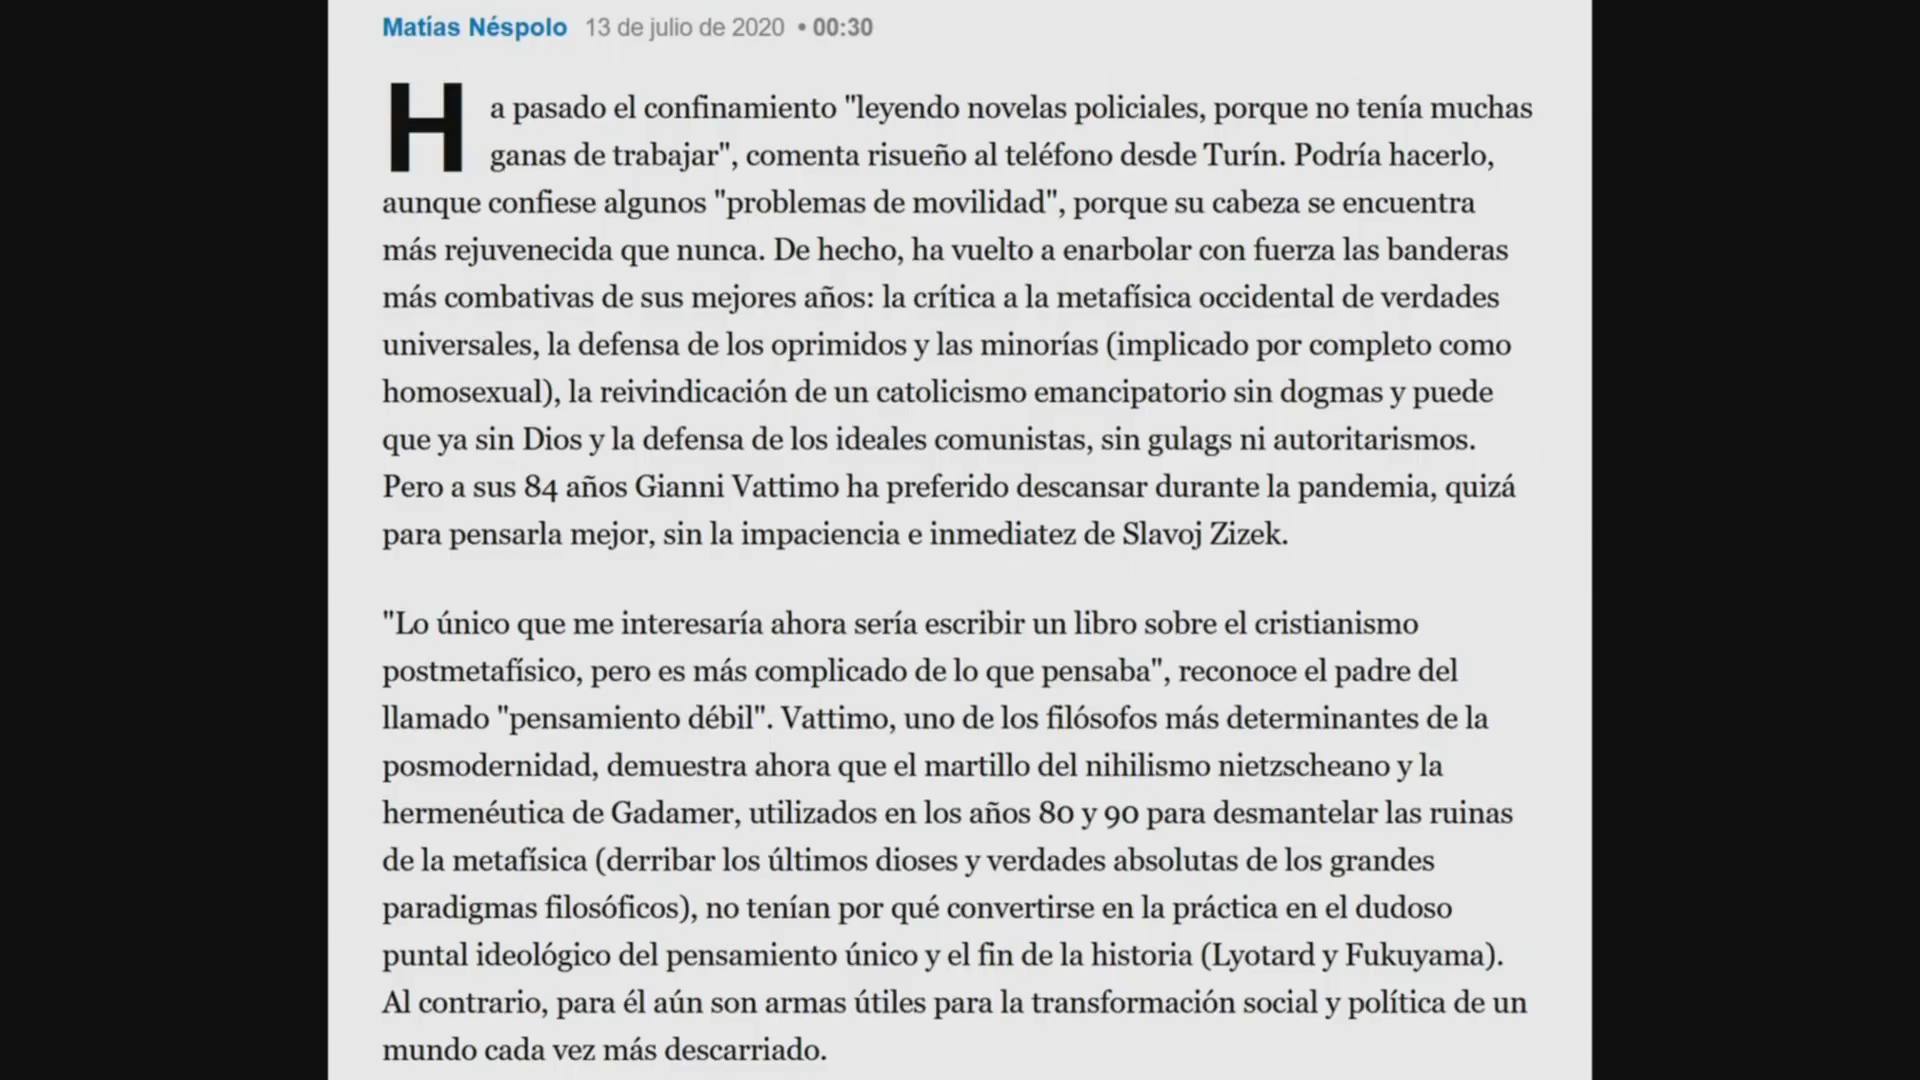 Matías Néspolo 13 de julio de 2020 • 00:30
Ha pasado el confinamiento "leyendo novelas policiales, porque no tenía muchas
ganas de trabajar", comenta risueño al teléfono desde Turín. Podría hacerlo,
aunque confiese algunos "problemas de movilidad", porque su cabeza se encuentra
más rejuvenecida que nunca. De hecho, ha vuelto a enarbolar con fuerza las banderas
más combativas de sus mejores años: la crítica a la metafísica occidental de verdades
universales, la defensa de los oprimidos y las minorías (implicado por completo como
homosexual), la reivindicación de un catolicismo emancipatorio sin dogmas y puede
que ya sin Dios y la defensa de los ideales comunistas, sin gulags ni autoritarismos.
Pero a sus 84 años Gianni Vattimo ha preferido descansar durante la pandemia, quizá
para pensarla mejor, sin la impaciencia e inmediatez de Slavoj Zizek.
"Lo único que me interesaría ahora sería escribir un libro sobre el cristianismo
postmetafísico, pero es más complicado de lo que pensaba", reconoce el padre del
llamado "pensamiento débil". Vattimo, uno de los filósofos más determinantes de la
posmodernidad, demuestra ahora que el martillo del nihilismo nietzscheano y la
hermenéutica de Gadamer, utilizados en los años 80 y 90 para desmantelar las ruinas
de la metafísica (derribar los últimos dioses y verdades absolutas de los grandes
paradigmas filosóficos), no tenían por qué convertirse en la práctica en el dudoso
puntal ideológico del pensamiento único y el fin de la historia (Lyotard y Fukuyama).
Al contrario, para él aún son armas útiles para la transformación social y política de un
mundo cada vez más descarriado.